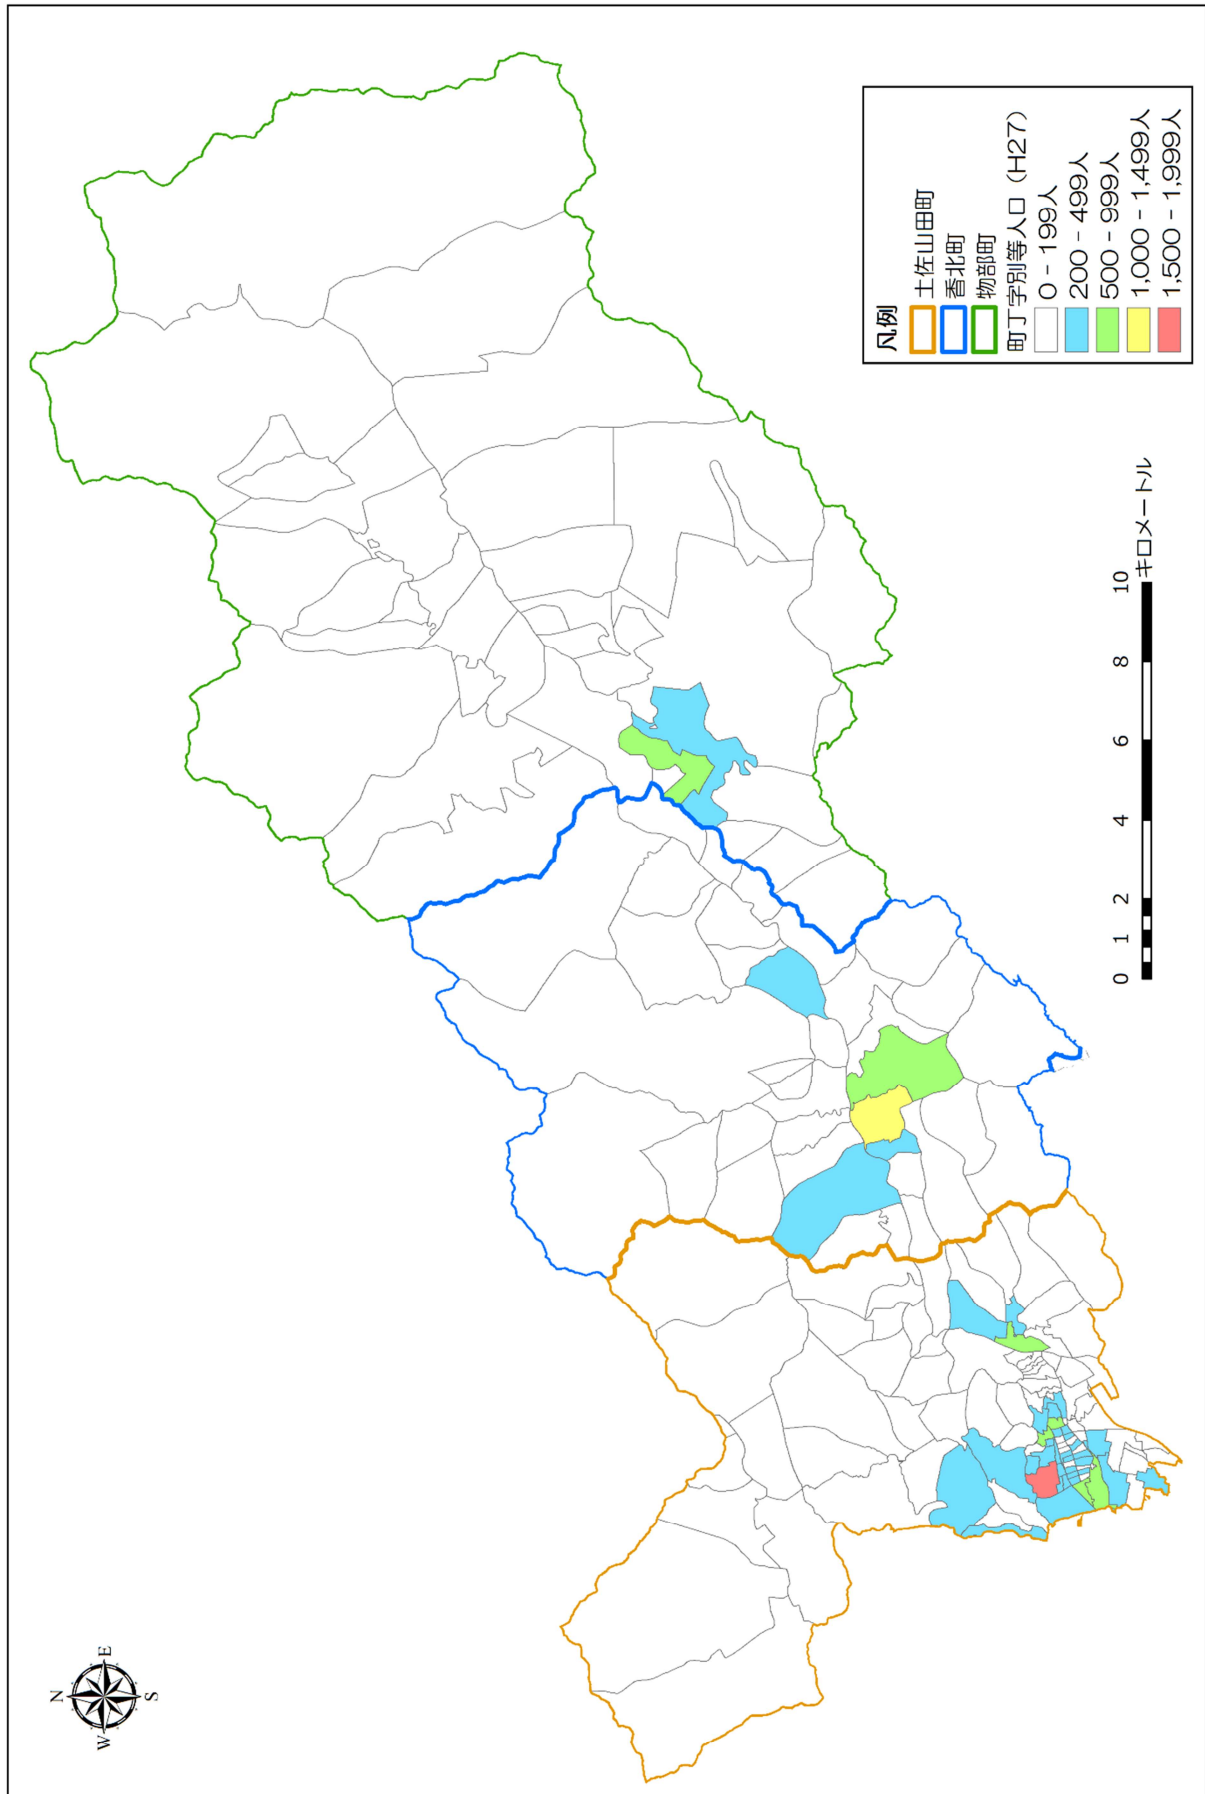 N
W
E
S
凡例
土佐山田町
香北町
物部町
町丁字別等人口（H27）
0 - 199人
200 - 499人
500 - 999人
1,000 - 1,499人
1,500 - 1,999人
0 1 2 4 6 8 10
キロメートル